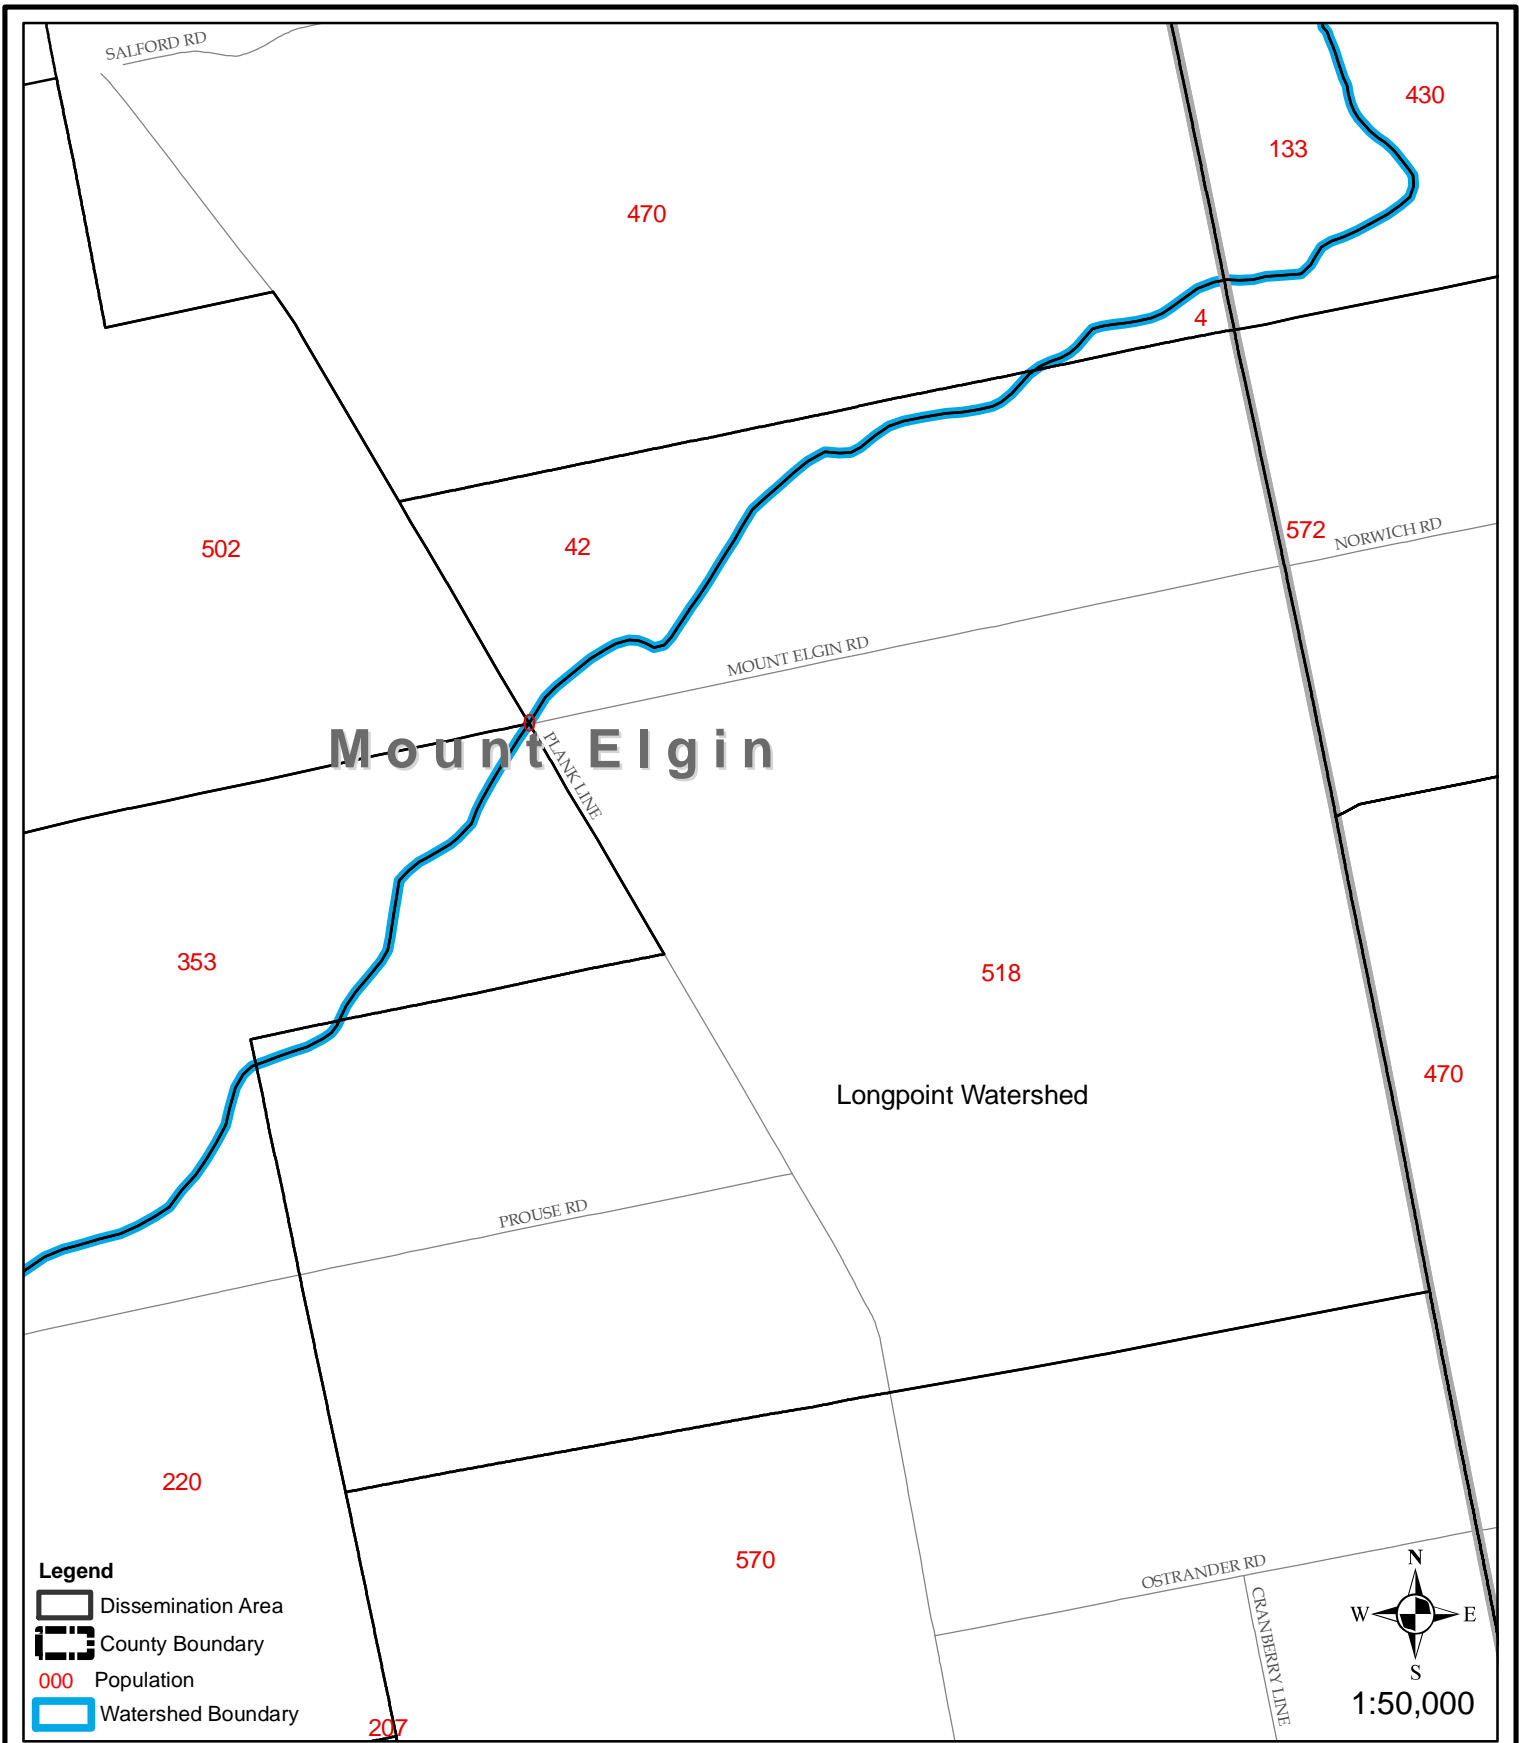 SALFORD RD
430
133
470
4
502
42
572
NORWICH RD
MOUNT ELGIN RD
0
Mount Elgin
PLANK LINE
353
518
470
Longpoint Watershed
PROUSE RD
220
570
OSTRANDER RD
CRANBERRY LINE
207
Legend
Dissemination Area
County Boundary
000 Population
Watershed Boundary
N
W E
S
1:50,000